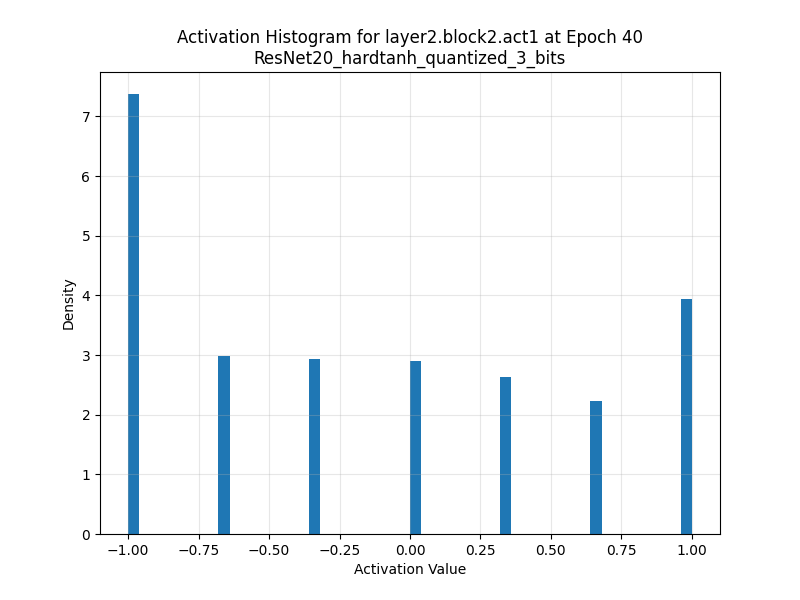 Activation Histogram for layer2.block2.act1 at Epoch 40
ResNet20_hardtanh_quantized_3_bits
Density
7
6
5
4
3
2
1
0
−1.00 −0.75 −0.50 −0.25 0.00 0.25 0.50 0.75 1.00
Activation Value